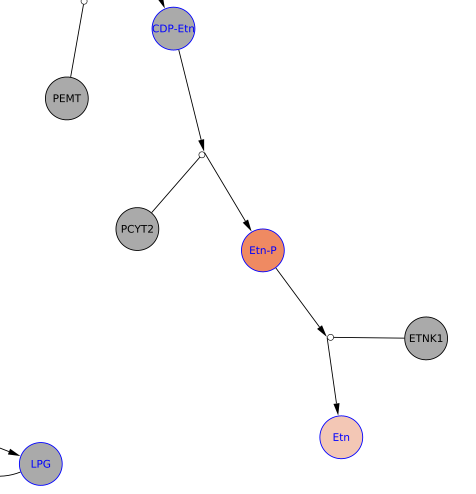 CDP-Etn
PEMT
PCYT2
Etn-P
ETNK1
Etn
LPG